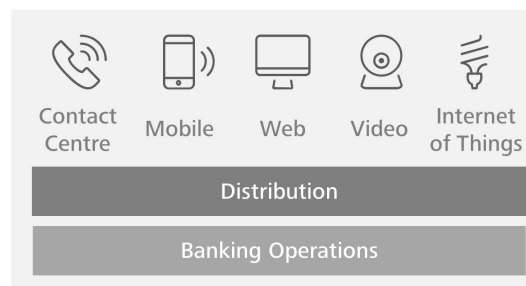 Contact
Centre
Mobile
Web
Video
Internet
of Things
Distribution
Banking Operations